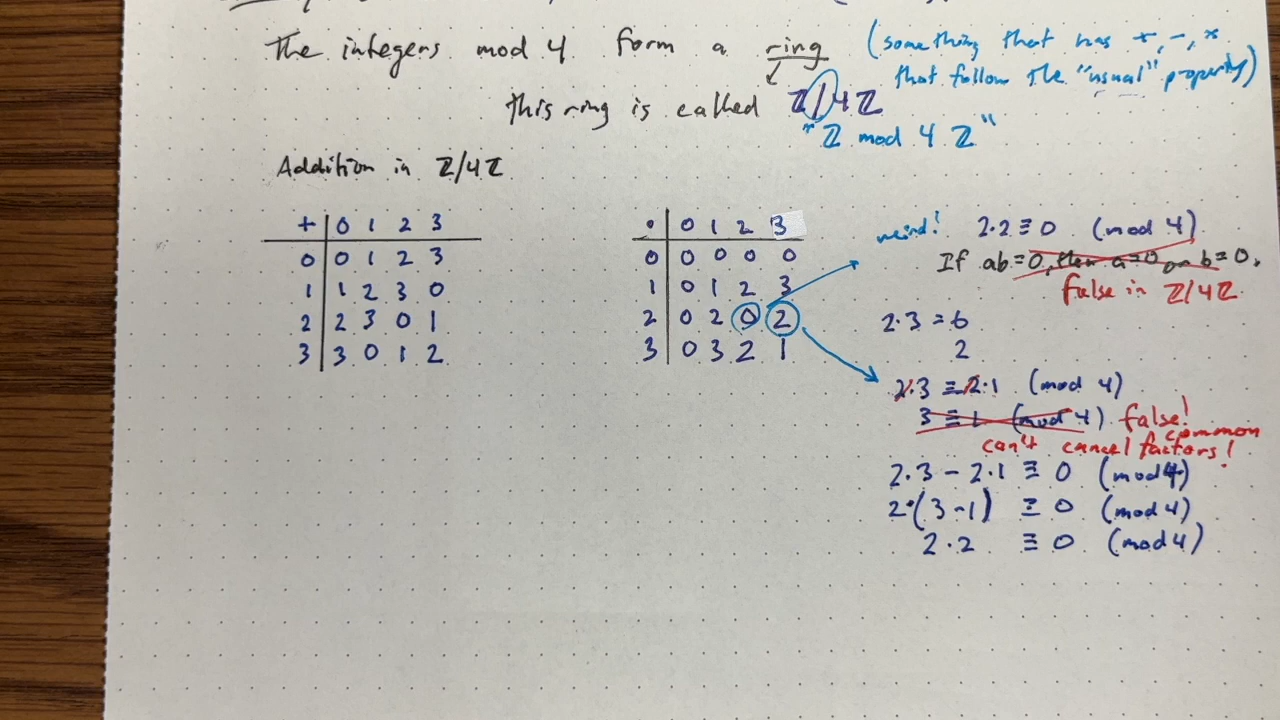 The integers mod 4 form a ring (something that has +, -, ×
that follow the "usual" property)
this ring is called Z/4Z
"Z mod 4 Z"
Addition in Z/4Z
+ 0 1 2 3
0 0 1 2 3
1 1 2 3 0
2 2 3 0 1
3 3 0 1 2
· 0 1 2 3
0 0 0 0 0
1 0 1 2 3
2 0 2 0 2
3 0 3 2 1
weird! 2·2 ≡ 0 (mod 4)
If ab=0, then a=0 or b=0.
false in Z/4Z
2·3 = 6
2
2·3 ≡ 2·1 (mod 4)
3 ≡ 1 (mod 4) false!
can't cancel common factors!
2·3 - 2·1 ≡ 0 (mod 4)
2·(3-1) ≡ 0 (mod 4)
2·2 ≡ 0 (mod 4)